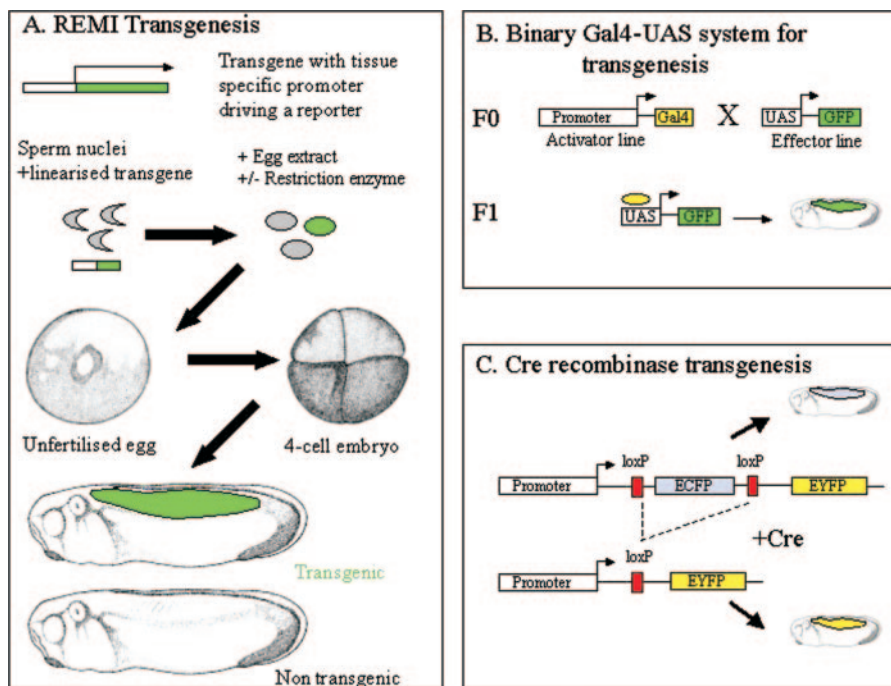 A. REMI Transgenesis
Transgene with tissue
specific promoter
driving a reporter
Sperm nuclei
+linearised transgene
+ Egg extract
+/- Restriction enzyme
Unfertilised egg
4-cell embryo
Transgenic
Non transgenic
B. Binary Gal4-UAS system for
transgenesis
F0
Promoter
Gal4
X
UAS
GFP
Activator line
Effector line
F1
UAS
GFP
C. Cre recombinase transgenesis
loxP
loxP
Promoter
ECFP
EYFP
+Cre
loxP
Promoter
EYFP